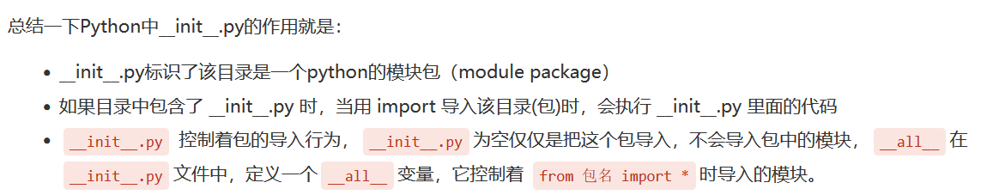 总结一下Python中__init__.py的作用就是：
• __init__.py标识了该目录是一个python的模块包（module package）
• 如果目录中包含了 __init__.py 时，当用 import 导入该目录(包)时，会执行 __init__.py 里面的代码
• __init__.py 控制着包的导入行为， __init__.py 为空仅仅是把这个包导入，不会导入包中的模块， __all__ 在
__init__.py 文件中，定义一个 __all__ 变量，它控制着 from 包名 import * 时导入的模块。